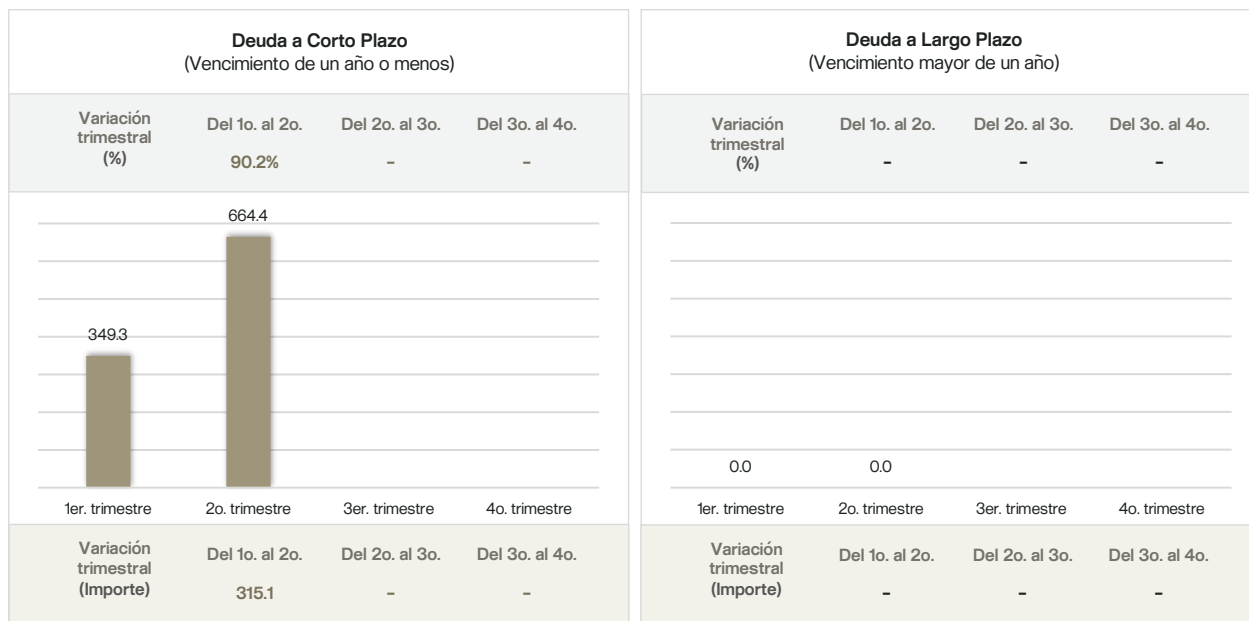 Deuda a Corto Plazo
(Vencimiento de un año o menos)
Variación
trimestral
(%)
Del 1o. al 2o.
Del 2o. al 3o.
Del 3o. al 4o.
90.2%
-
-
664.4
349.3
1er. trimestre
2o. trimestre
3er. trimestre
4o. trimestre
Variación
trimestral
(Importe)
Del 1o. al 2o.
Del 2o. al 3o.
Del 3o. al 4o.
315.1
-
-
Deuda a Largo Plazo
(Vencimiento mayor de un año)
Variación
trimestral
(%)
Del 1o. al 2o.
Del 2o. al 3o.
Del 3o. al 4o.
-
-
-
0.0
0.0
1er. trimestre
2o. trimestre
3er. trimestre
4o. trimestre
Variación
trimestral
(Importe)
Del 1o. al 2o.
Del 2o. al 3o.
Del 3o. al 4o.
-
-
-